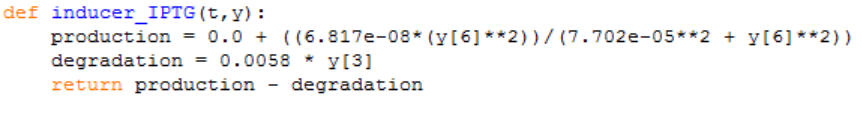 def inducer_IPTG(t,y):
    production = 0.0 + ((6.817e-08*(y[6]**2))/(7.702e-05**2 + y[6]**2))
    degradation = 0.0058 * y[3]
    return production - degradation